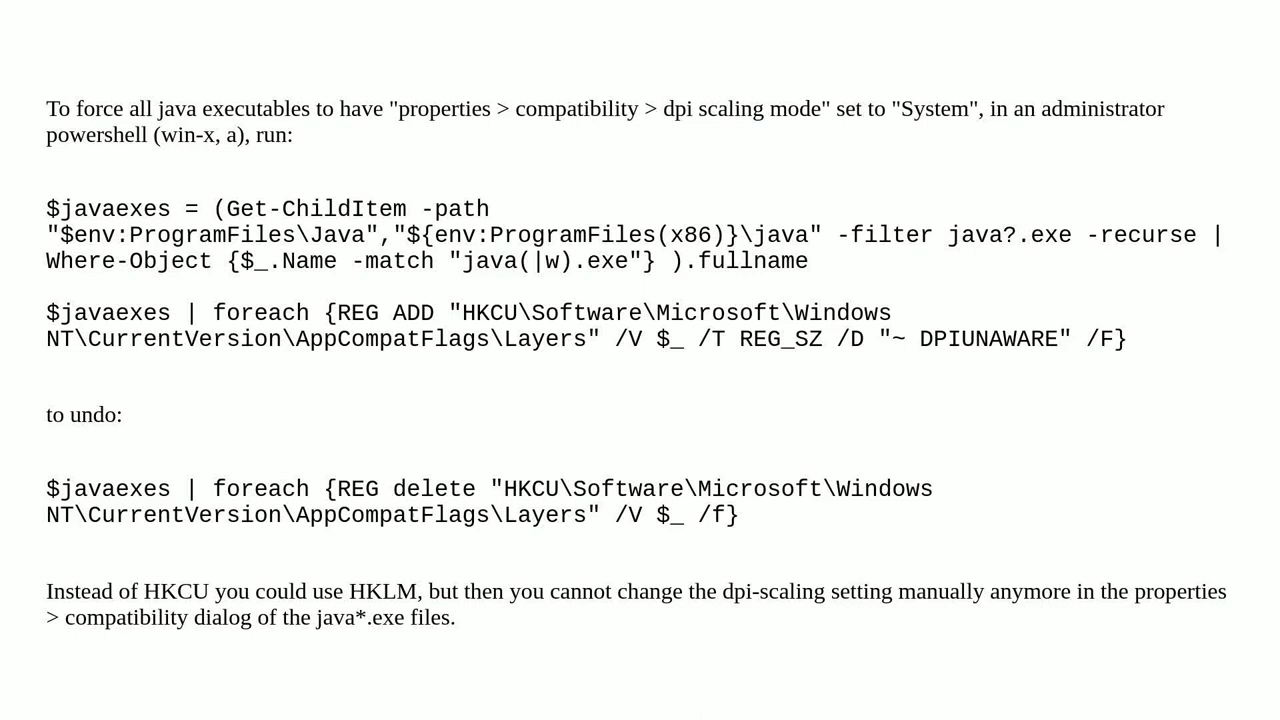 To force all java executables to have "properties > compatibility > dpi scaling mode" set to "System", in an administrator
powershell (win-x, a), run:
$javaexes = (Get-ChildItem -path
"$env:ProgramFiles\Java","${env:ProgramFiles(x86)}\java" -filter java?.exe -recurse |
Where-Object {$_.Name -match "java(|w).exe"} ).fullname
$javaexes | foreach {REG ADD "HKCU\Software\Microsoft\Windows
NT\CurrentVersion\AppCompatFlags\Layers" /V $_ /T REG_SZ /D "~ DPIUNAWARE" /F}
to undo:
$javaexes | foreach {REG delete "HKCU\Software\Microsoft\Windows
NT\CurrentVersion\AppCompatFlags\Layers" /V $_ /f}
Instead of HKCU you could use HKLM, but then you cannot change the dpi-scaling setting manually anymore in the properties
> compatibility dialog of the java*.exe files.